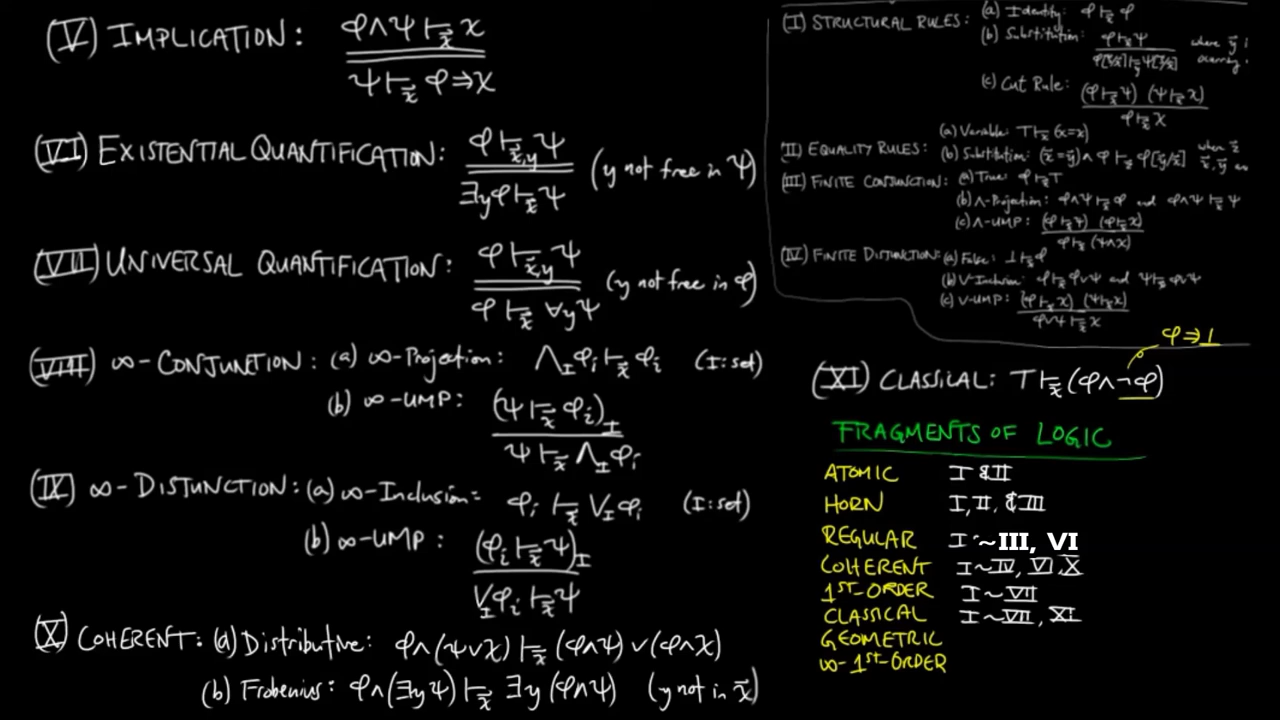 (V) IMPLICATION: φ∧ψ ⊢x⃗ χ
ψ ⊢x⃗ φ⇒χ
(VI) EXISTENTIAL QUANTIFICATION: φ ⊢x⃗,y ψ (y not free in ψ)
∃yφ ⊢x⃗ ψ
(VII) UNIVERSAL QUANTIFICATION: φ ⊢x⃗,y ψ (y not free in φ)
φ ⊢x⃗ ∀yψ
(VIII) ∞-CONJUNCTION: (a) ∞-Projection: ⋀I φi ⊢x⃗ φi (I: set)
(b) ∞-UMP: (ψ ⊢x⃗ φi)I
ψ ⊢x⃗ ⋀I φi
(IX) ∞-DISJUNCTION: (a) ∞-Inclusion: φi ⊢x⃗ ⋁I φi (I: set)
(b) ∞-UMP: (φi ⊢x⃗ ψ)I
⋁I φi ⊢x⃗ ψ
(X) COHERENT: (a) Distributive: φ∧(ψ∨χ) ⊢x⃗ (φ∧ψ)∨(φ∧χ)
(b) Frobenius: φ∧(∃yψ) ⊢x⃗ ∃y(φ∧ψ) (y not in x⃗)
(I) STRUCTURAL RULES: (a) Identity: φ ⊢x⃗ φ
(b) Substitution: φ ⊢x⃗ ψ where y⃗
φ[y⃗/x⃗] ⊢y⃗ ψ[y⃗/x⃗]
(c) Cut Rule: (φ ⊢x⃗ ψ) (ψ ⊢x⃗ χ)
φ ⊢x⃗ χ
(II) EQUALITY RULES: (a) Variable: ⊤ ⊢x (x=x)
(b) Substitution: (x⃗=y⃗)∧φ ⊢z⃗ φ[y⃗/x⃗] where z⃗
x⃗, y⃗
(III) FINITE CONJUNCTION: (a) True: φ ⊢x⃗ ⊤
(b) ∧-Projection: φ∧ψ ⊢x⃗ φ and φ∧ψ ⊢x⃗ ψ
(c) ∧-UMP: (φ ⊢x⃗ ψ) (φ ⊢x⃗ χ)
φ ⊢x⃗ (ψ∧χ)
(IV) FINITE DISJUNCTION: (a) False: ⊥ ⊢x⃗ φ
(b) ∨-Inclusion: φ ⊢x⃗ φ∨ψ and ψ ⊢x⃗ φ∨ψ
(c) ∨-UMP: (φ ⊢x⃗ χ) (ψ ⊢x⃗ χ)
φ∨ψ ⊢x⃗ χ
φ⇒⊥
(XI) CLASSICAL: ⊤ ⊢x⃗ (φ∧¬φ)
FRAGMENTS OF LOGIC
ATOMIC I & II
HORN I, II, & III
REGULAR I ~III, VI
COHERENT I~IV, VI, X
1ST-ORDER I~VII
CLASSICAL I~VII, XI
GEOMETRIC
∞-1ST-ORDER